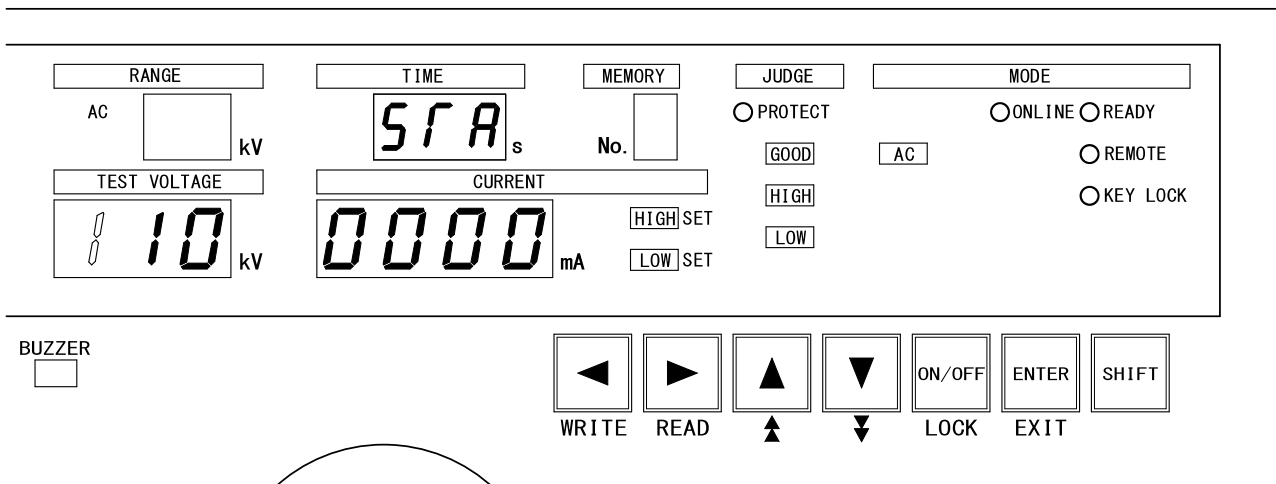 RANGE TIME MEMORY JUDGE MODE
AC kV STA s No. PROTECT ONLINE READY
GOOD AC REMOTE
TEST VOLTAGE CURRENT
1 10 kV 0000 mA HIGH SET HIGH KEY LOCK
LOW SET LOW
BUZZER
ON/OFF ENTER SHIFT
WRITE READ LOCK EXIT